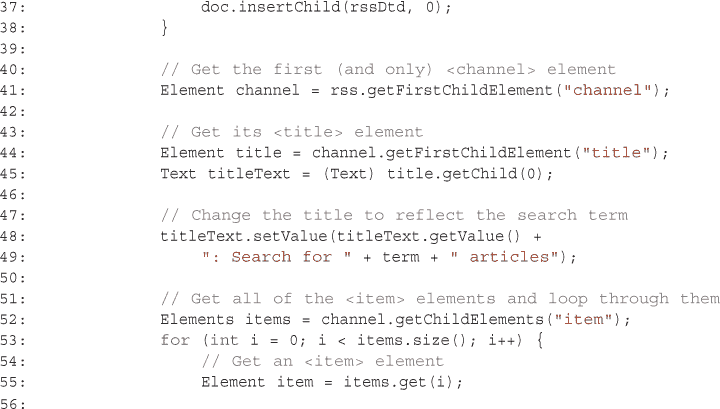 37:                 doc.insertChild(rssDtd, 0);
38:             }
39:
40:             // Get the first (and only) <channel> element
41:             Element channel = rss.getFirstChildElement("channel");
42:
43:             // Get its <title> element
44:             Element title = channel.getFirstChildElement("title");
45:             Text titleText = (Text) title.getChild(0);
46:
47:             // Change the title to reflect the search term
48:             titleText.setValue(titleText.getValue() +
49:                 ": Search for " + term + " articles");
50:
51:             // Get all of the <item> elements and loop through them
52:             Elements items = channel.getChildElements("item");
53:             for (int i = 0; i < items.size(); i++) {
54:                 // Get an <item> element
55:                 Element item = items.get(i);
56: